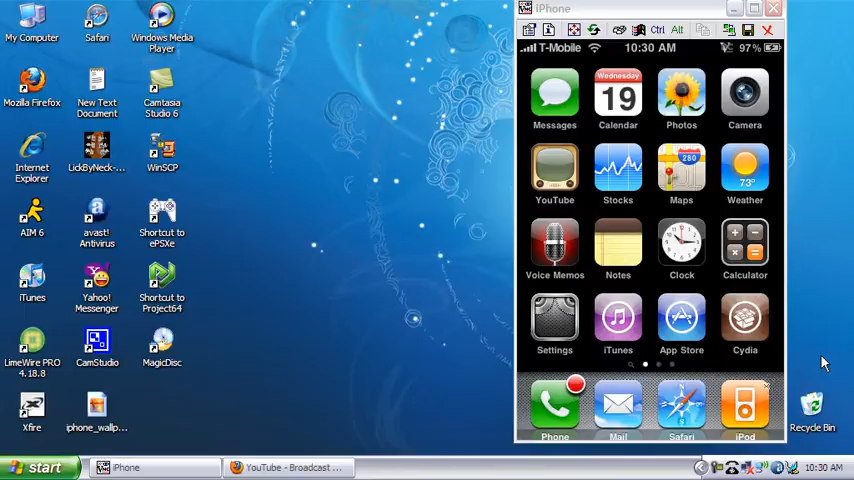 My Computer
Safari
Windows Media
Player
Mozilla Firefox
New Text
Document
Camtasia
Studio 6
Internet
Explorer
LickByNeck-...
WinSCP
AIM 6
avast!
Antivirus
Shortcut to
ePSXe
iTunes
Yahoo!
Messenger
Shortcut to
Project64
LimeWire PRO
4.18.8
CamStudio
MagicDisc
Xfire
iphone_wallp...
iPhone
Ctrl
Alt
T-Mobile
10:30 AM
97%
Wednesday
19
280
73°
Messages
Calendar
Photos
Camera
YouTube
Stocks
Maps
Weather
Voice Memos
Notes
Clock
Calculator
Settings
iTunes
App Store
Cydia
Phone
Mail
Safari
iPod
Recycle Bin
start
iPhone
YouTube - Broadcast ...
10:30 AM